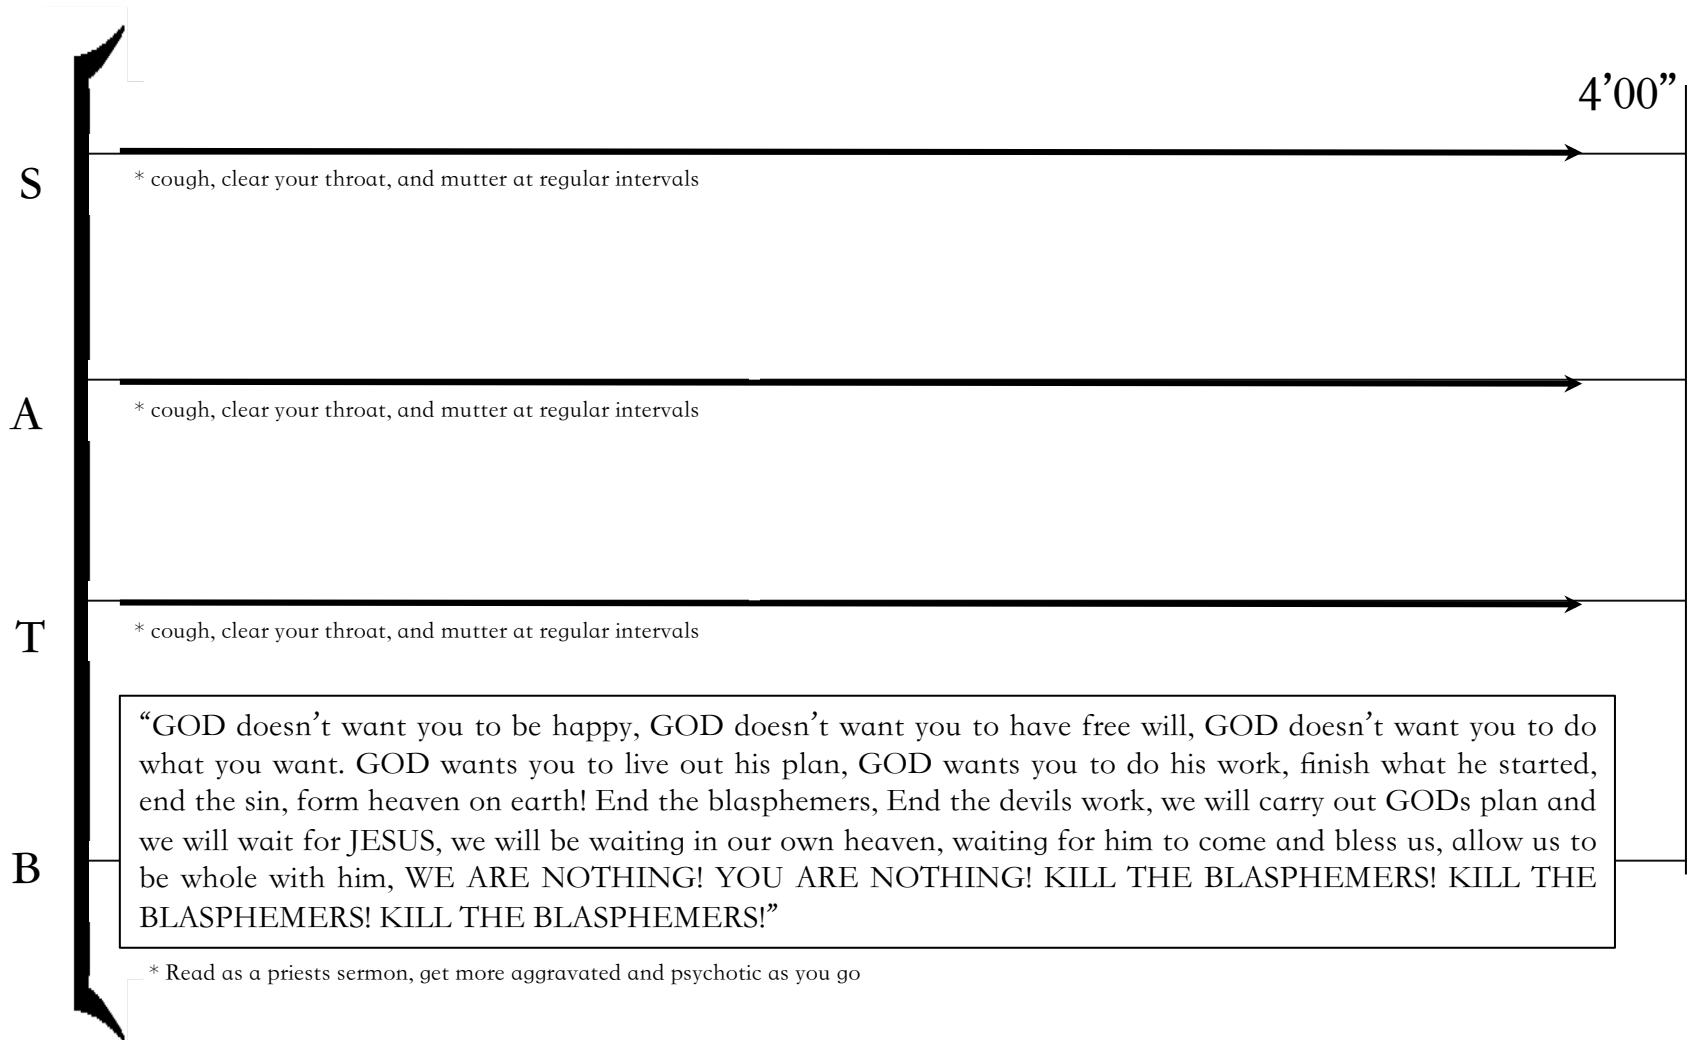 4’00”
S
* cough, clear your throat, and mutter at regular intervals
A
* cough, clear your throat, and mutter at regular intervals
T
* cough, clear your throat, and mutter at regular intervals
“GOD doesn’t want you to be happy, GOD doesn’t want you to have free will, GOD doesn’t want you to do
what you want. GOD wants you to live out his plan, GOD wants you to do his work, finish what he started,
end the sin, form heaven on earth! End the blasphemers, End the devils work, we will carry out GODs plan and
we will wait for JESUS, we will be waiting in our own heaven, waiting for him to come and bless us, allow us to
be whole with him, WE ARE NOTHING! YOU ARE NOTHING! KILL THE BLASPHEMERS! KILL THE
BLASPHEMERS! KILL THE BLASPHEMERS!”
B
* Read as a priests sermon, get more aggravated and psychotic as you go